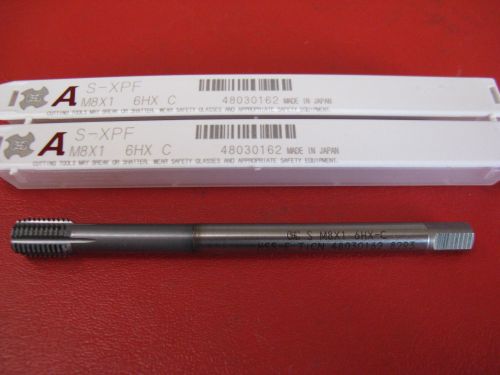 A S-XPF
M8X1 6HX C 48030162 MADE IN JAPAN
CUTTING TOOLS MAY BREAK OR SHATTER. WEAR SAFETY GLASSES AND APPROPRIATE SAFETY EQUIPMENT.
A S-XPF
M8X1 6HX C 48030162 MADE IN JAPAN
CUTTING TOOLS MAY BREAK OR SHATTER. WEAR SAFETY GLASSES AND APPROPRIATE SAFETY EQUIPMENT.
S M8X1 6HX-C
HSS-E TiCN 48030162 8293